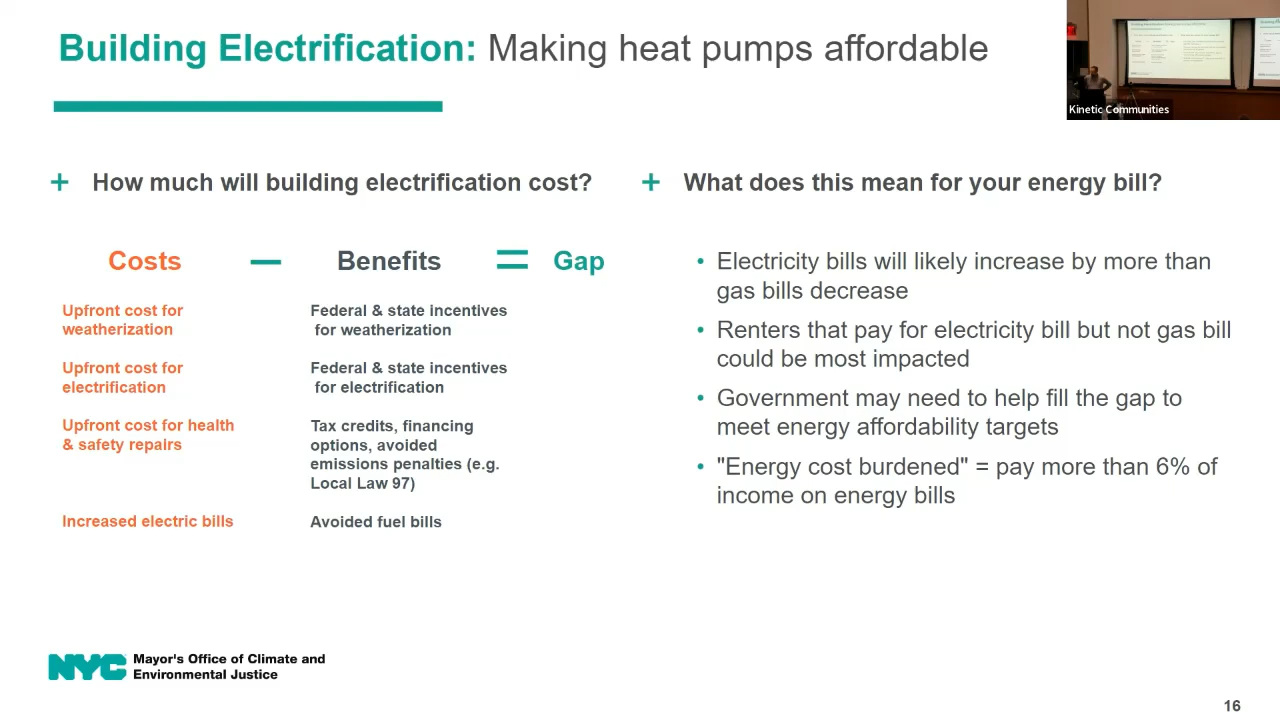 Building Electrification: Making heat pumps affordable
Kinetic Communities
+ How much will building electrification cost?
Costs — Benefits = Gap
Upfront cost for
weatherization
Federal & state incentives
for weatherization
Upfront cost for
electrification
Federal & state incentives
for electrification
Upfront cost for health
& safety repairs
Tax credits, financing
options, avoided
emissions penalties (e.g.
Local Law 97)
Increased electric bills
Avoided fuel bills
+ What does this mean for your energy bill?
• Electricity bills will likely increase by more than
gas bills decrease
• Renters that pay for electricity bill but not gas bill
could be most impacted
• Government may need to help fill the gap to
meet energy affordability targets
• "Energy cost burdened" = pay more than 6% of
income on energy bills
NYC
Mayor's Office of Climate and
Environmental Justice
16